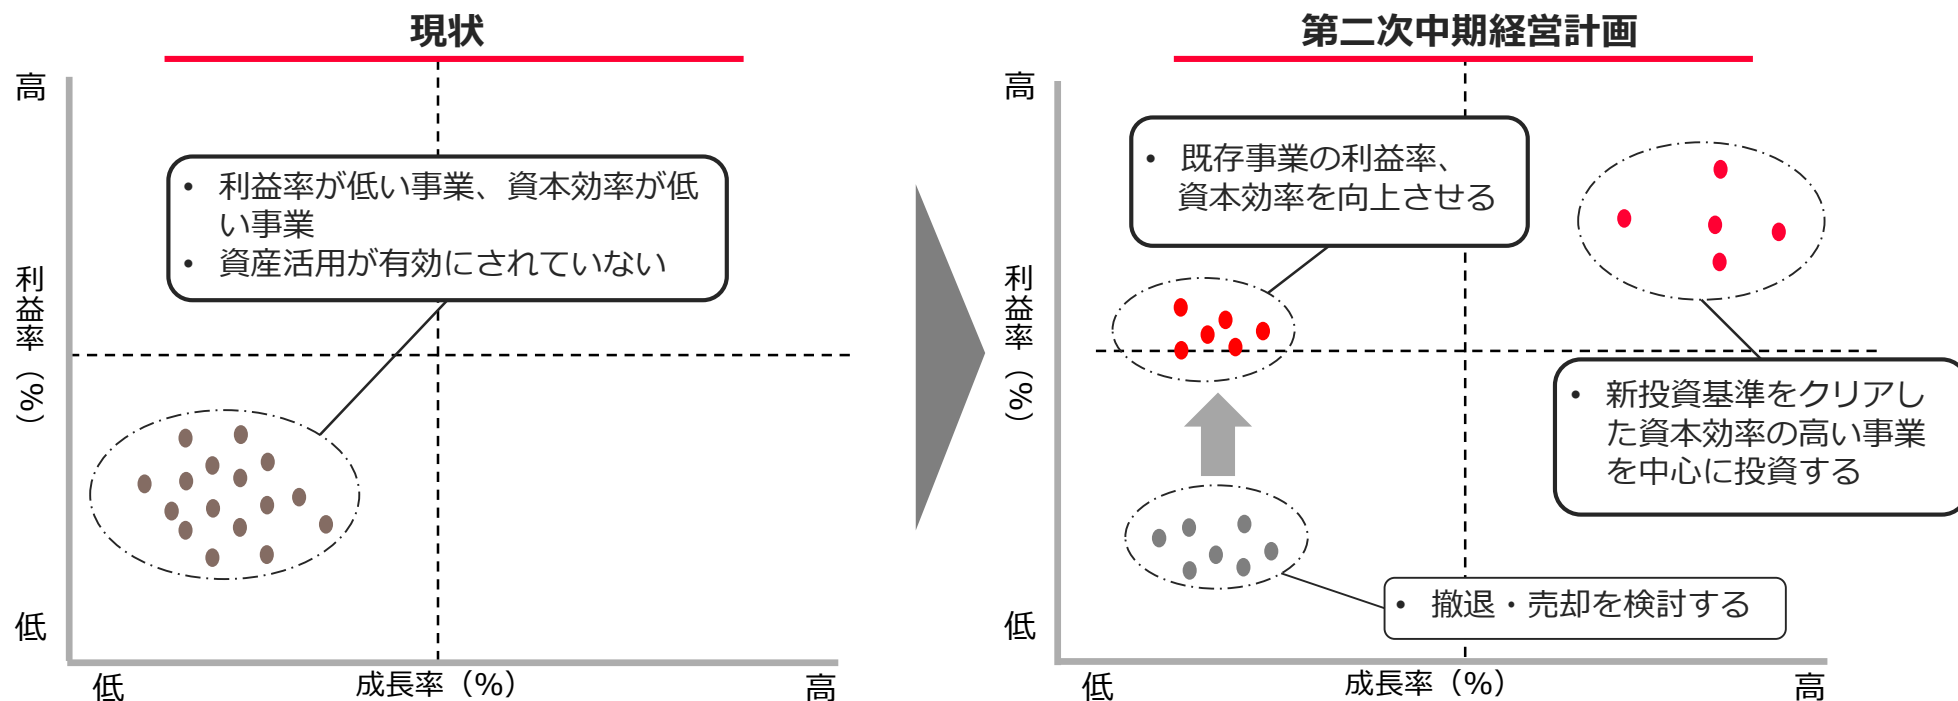 現状
高
• 利益率が低い事業、資本効率が低
い事業
• 資産活用が有効にされていない
利益率（%）
低
低
成長率（%）
高
第二次中期経営計画
高
• 既存事業の利益率、
資本効率を向上させる
利益率（%）
• 新投資基準をクリアし
た資本効率の高い事業
を中心に投資する
• 撤退・売却を検討する
低
低
成長率（%）
高